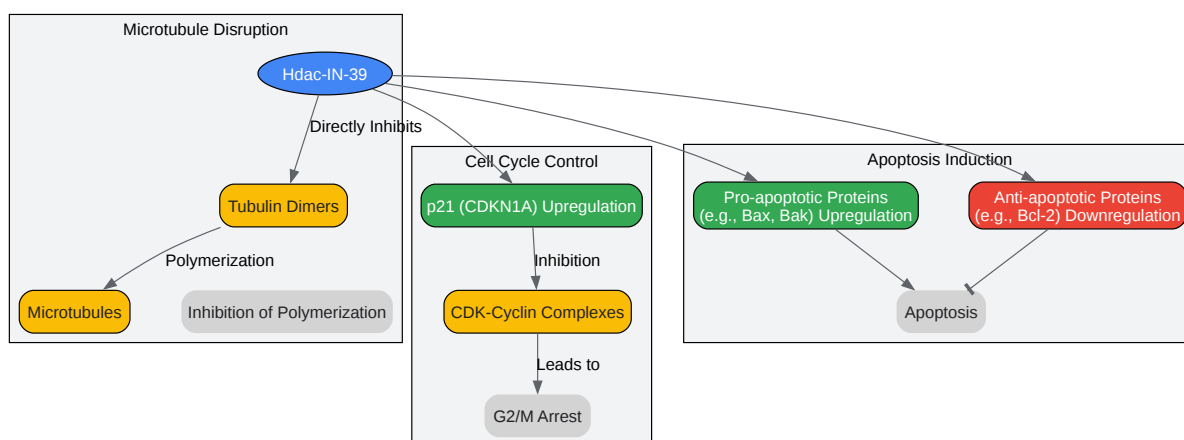 Microtubule Disruption
Hdac-IN-39
Directly Inhibits
Tubulin Dimers
Polymerization
Microtubules
Inhibition of Polymerization
Cell Cycle Control
p21 (CDKN1A) Upregulation
Inhibition
CDK-Cyclin Complexes
Leads to
G2/M Arrest
Apoptosis Induction
Pro-apoptotic Proteins
(e.g., Bax, Bak) Upregulation
Anti-apoptotic Proteins
(e.g., Bcl-2) Downregulation
Apoptosis